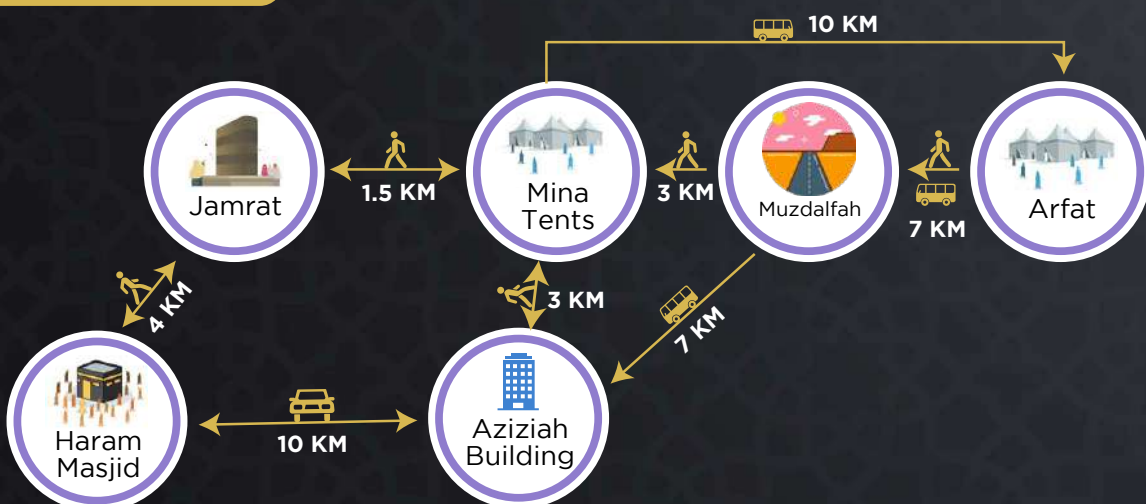 10 KM
Jamrat
1.5 KM
Mina
Tents
3 KM
Muzdalfah
7 KM
Arfat
4 KM
3 KM
7 KM
Haram
Masjid
10 KM
Aziziah
Building